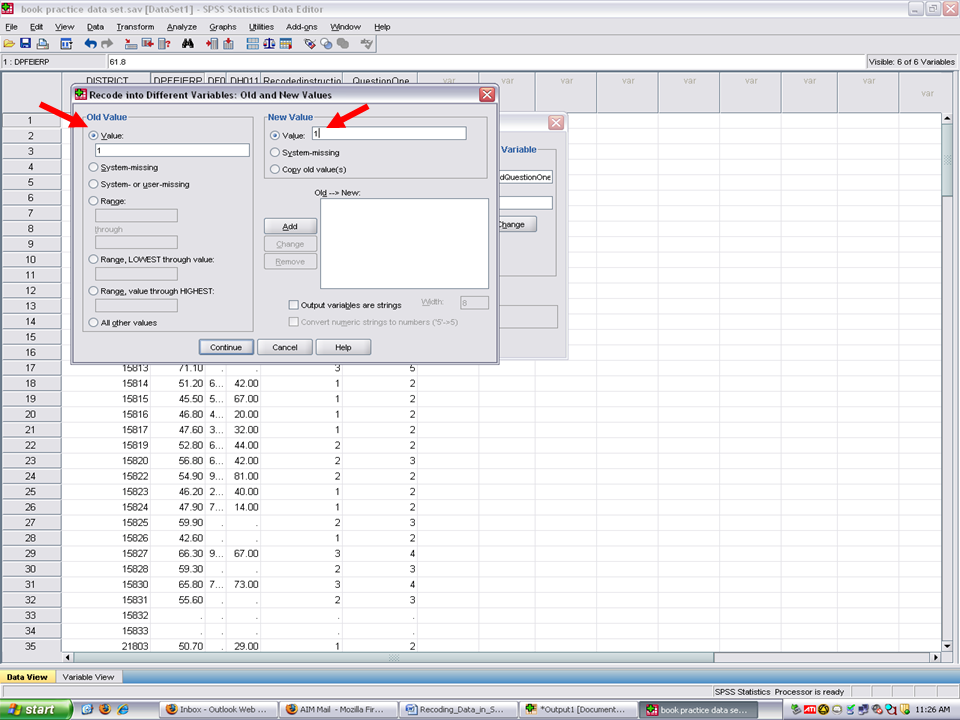 book practice data set.sav [DataSet1] - SPSS Statistics Data Editor
File Edit View Data Transform Analyze Graphs Utilities Add-ons Window Help
1 : DPFEIERP 61.8 Visible: 6 of 6 Variables
DISTRICT DPFEIERP DF0 DH011 Recodedinstructio QuestionOne var var var var var var var var var
Recode into Different Variables: Old and New Values
Old Value
Value:
1
System-missing
System- or user-missing
Range:
through
Range, LOWEST through value:
Range, value through HIGHEST:
All other values
New Value
Value: 1
System-missing
Copy old value(s)
Old --> New:
Add
Change
Remove
Output variables are strings Width: 8
Convert numeric strings to numbers ('5'->5)
Continue Cancel Help
Variable
dQuestionOne
Change
1
2
3
4
5
6
7
8
9
10
11
12
13
14
15
16
17 15813 71.10 . . 3 5
18 15814 51.20 6... 42.00 1 2
19 15815 45.50 5... 67.00 1 2
20 15816 46.80 4... 20.00 1 2
21 15817 47.60 3... 32.00 1 2
22 15819 52.80 6... 44.00 2 2
23 15820 56.80 6... 42.00 2 3
24 15822 54.90 9... 81.00 2 2
25 15823 46.20 2... 40.00 1 2
26 15824 47.90 7... 14.00 1 2
27 15825 59.90 . . 2 3
28 15826 42.60 . . 1 2
29 15827 66.30 9... 67.00 3 4
30 15828 59.30 . . 2 3
31 15830 65.80 7... 73.00 3 4
32 15831 55.60 . . 2 3
33 15832 . . . . .
34 15833 . . . . .
35 21803 50.70 . 29.00 1 2
Data View Variable View
SPSS Statistics Processor is ready
start Inbox - Outlook Web ... AIM Mail - Mozilla Fir... Recoding_Data_in_S... *Output1 [Document... book practice data se... ATI 11:26 AM